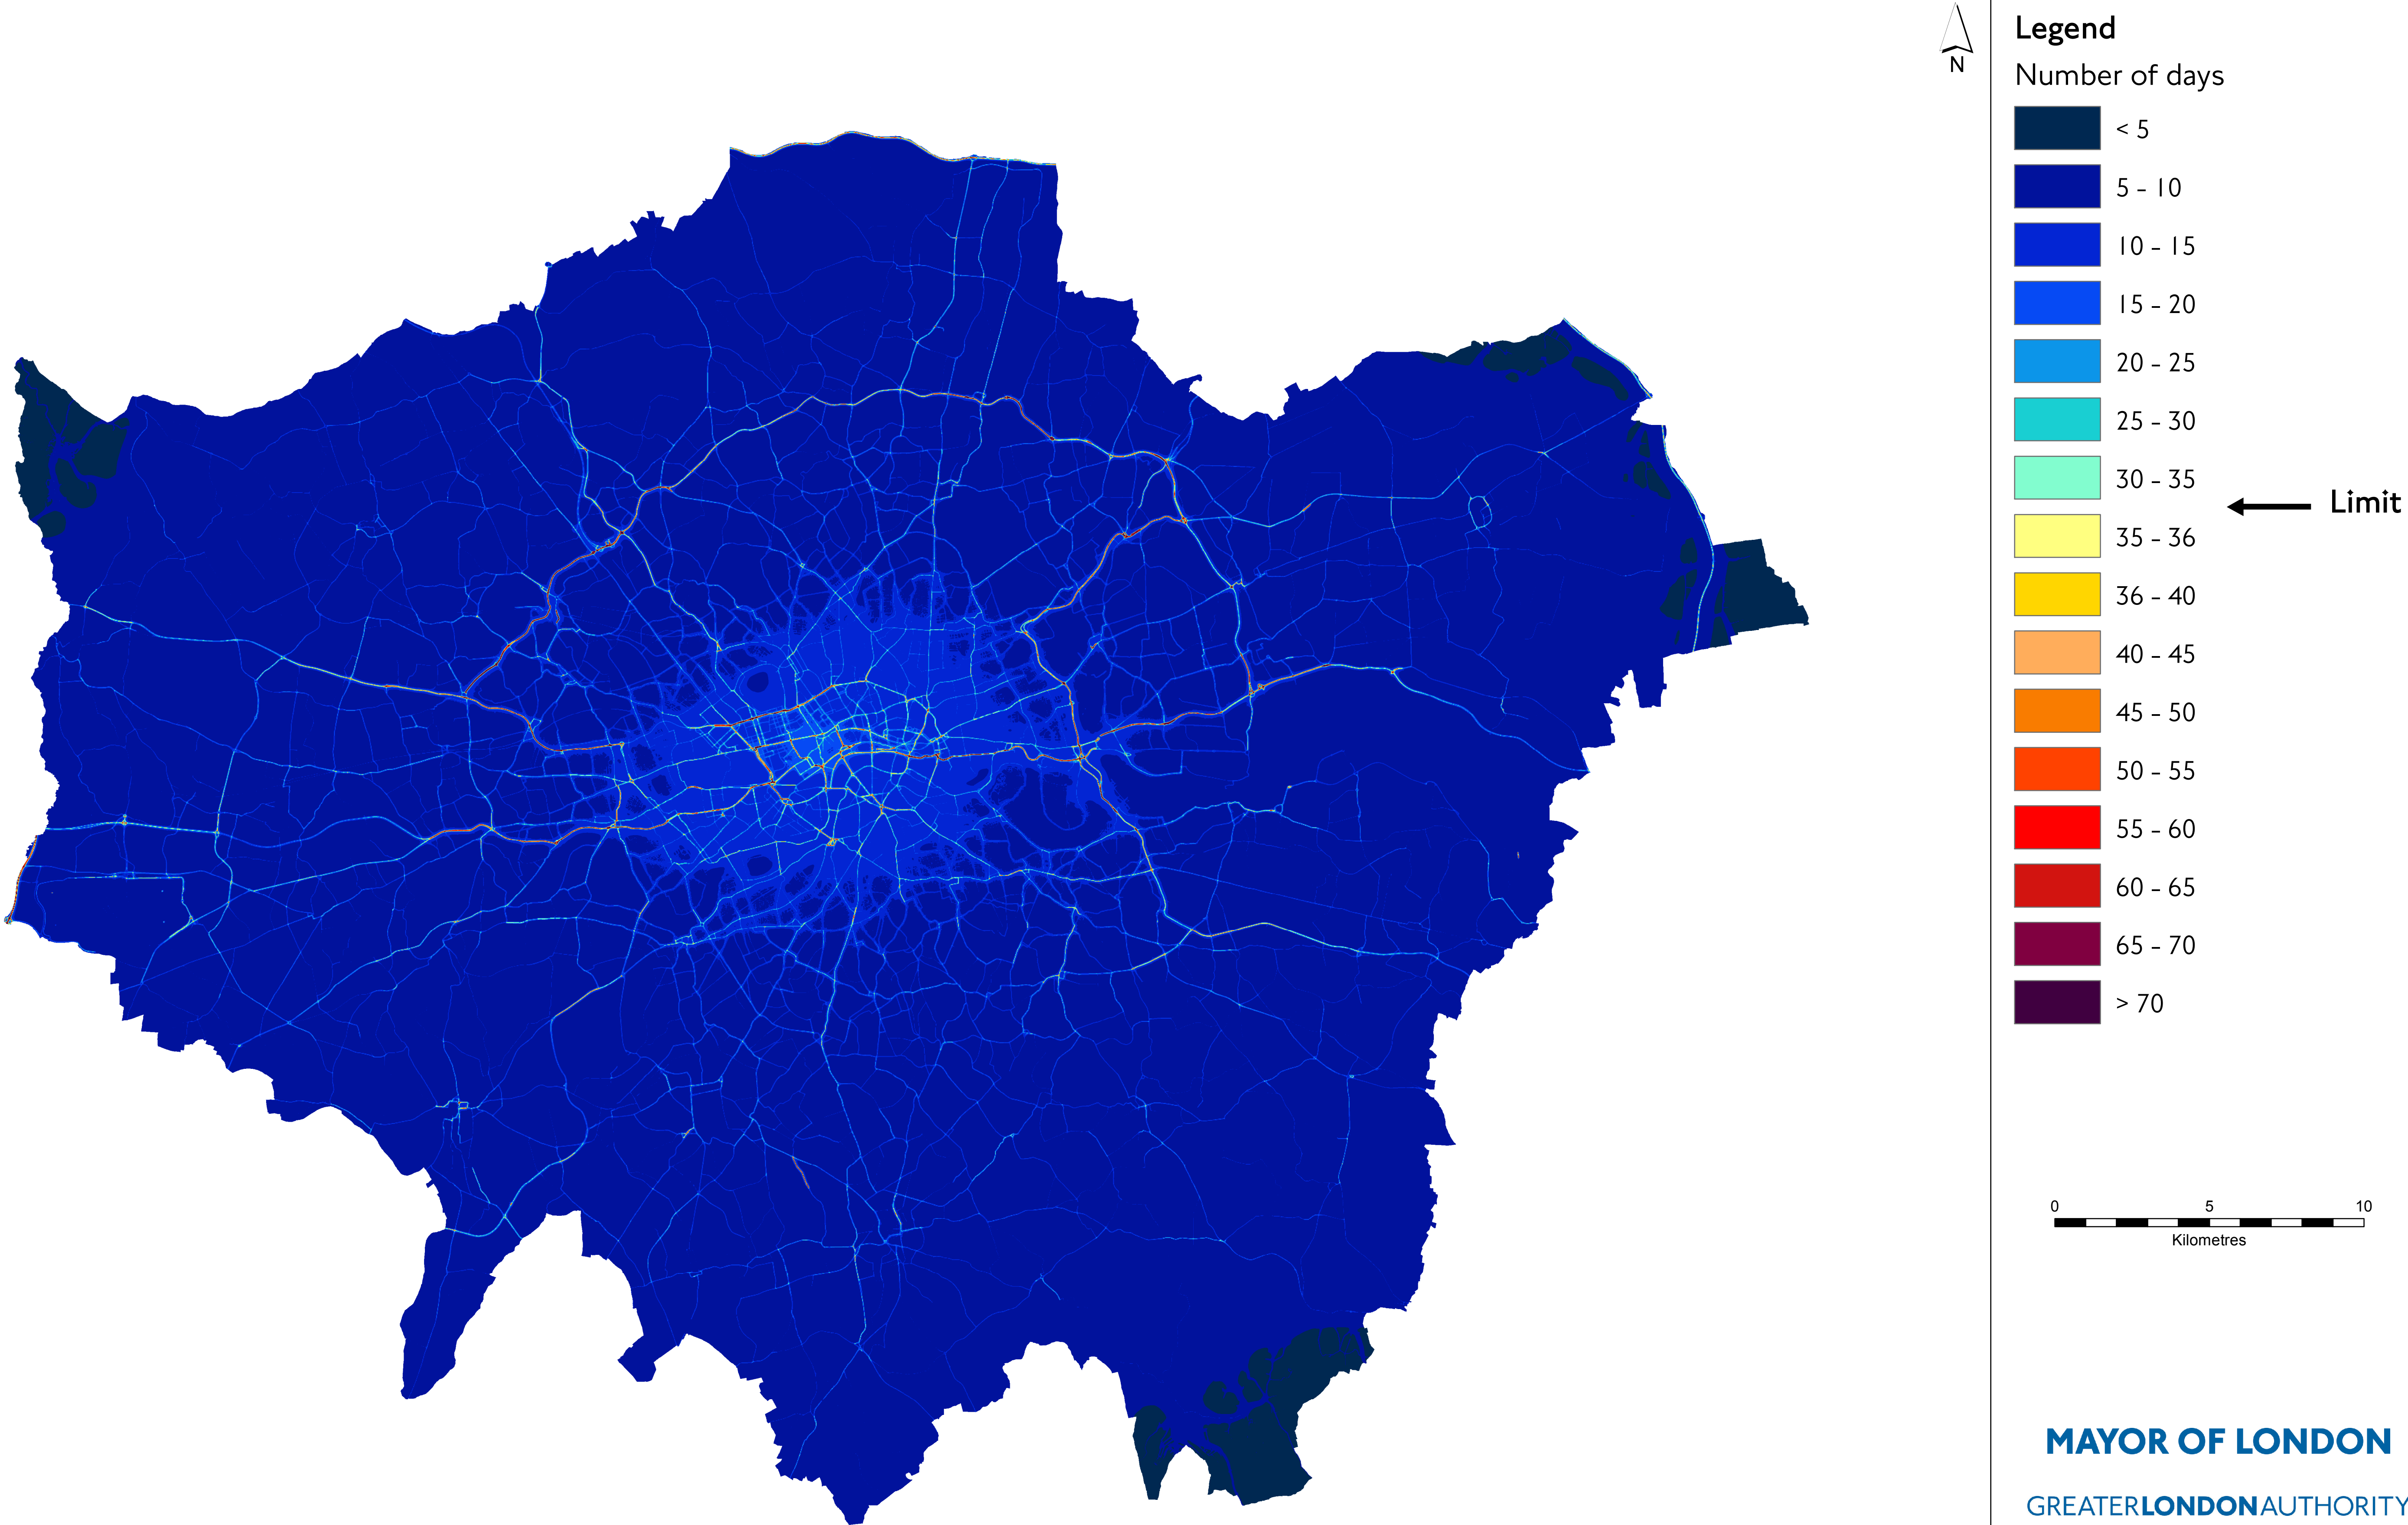 N
Legend
Number of days
< 5
5 - 10
10 - 15
15 - 20
20 - 25
25 - 30
30 - 35
Limit
35 - 36
36 - 40
40 - 45
45 - 50
50 - 55
55 - 60
60 - 65
65 - 70
> 70
0 5 10
Kilometres
MAYOR OF LONDON
GREATERLONDONAUTHORITY